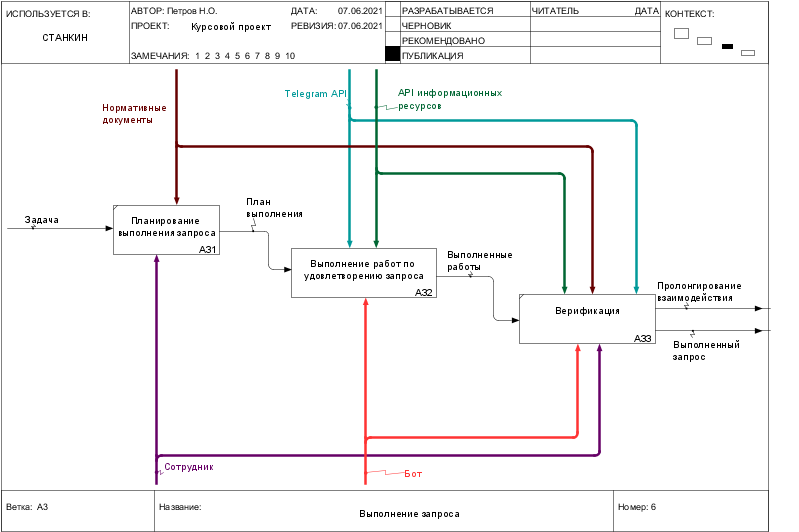 ИСПОЛЬЗУЕТСЯ В:
СТАНКИН
АВТОР: Петров Н.О.
ДАТА: 07.06.2021
ПРОЕКТ: Курсовой проект
РЕВИЗИЯ: 07.06.2021
ЗАМЕЧАНИЯ: 1 2 3 4 5 6 7 8 9 10
РАЗРАБАТЫВАЕТСЯ
ЧЕРНОВИК
РЕКОМЕНДОВАНО
ПУБЛИКАЦИЯ
ЧИТАТЕЛЬ
ДАТА
КОНТЕКСТ:
Нормативные
документы
Telegram API
API информационных
ресурсов
Задача
Планирование
выполнения запроса
A31
План
выполнения
Выполнение работ по
удовлетворению запроса
A32
Выполненные
работы
Верификация
A33
Пролонгирование
взаимодействия
Выполненный
запрос
Сотрудник
Бот
Ветка: A3
Название:
Выполнение запроса
Номер: 6